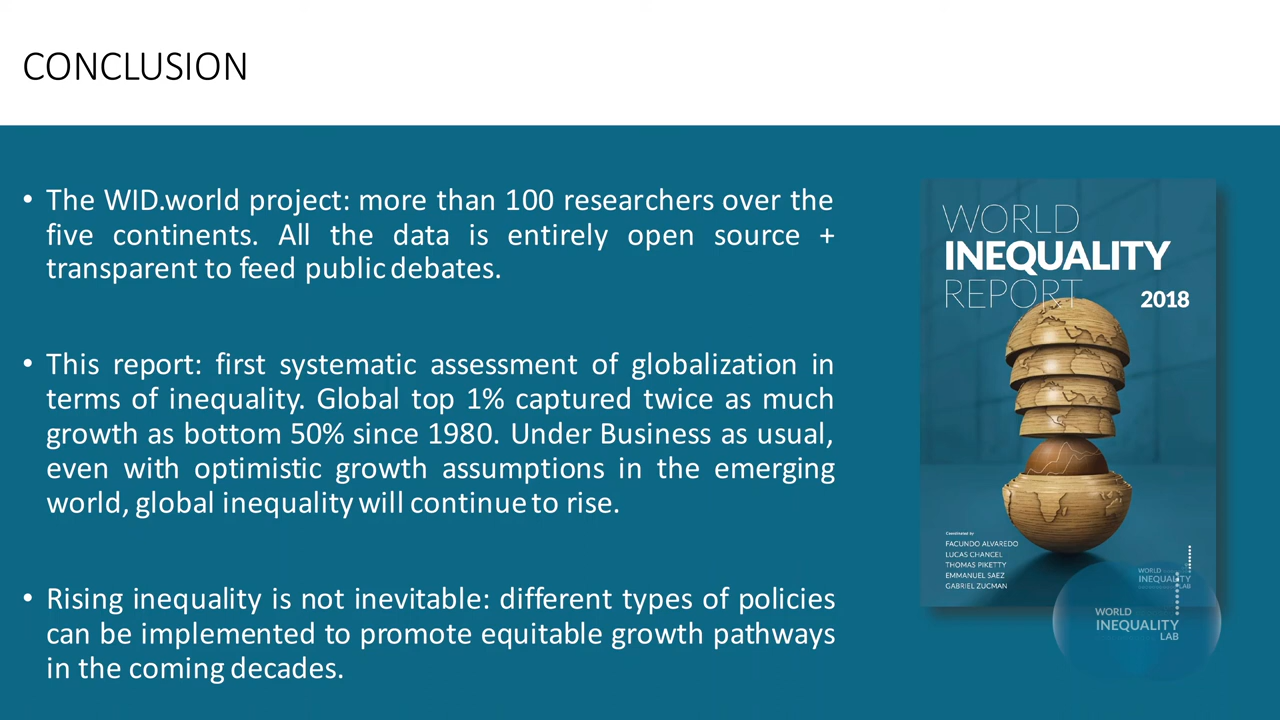 CONCLUSION
• The WID.world project: more than 100 researchers over the
five continents. All the data is entirely open source +
transparent to feed public debates.
• This report: first systematic assessment of globalization in
terms of inequality. Global top 1% captured twice as much
growth as bottom 50% since 1980. Under Business as usual,
even with optimistic growth assumptions in the emerging
world, global inequality will continue to rise.
• Rising inequality is not inevitable: different types of policies
can be implemented to promote equitable growth pathways
in the coming decades.
WORLD
INEQUALITY
REPORT
2018
Coordinated by
FACUNDO ALVAREDO
LUCAS CHANCEL
THOMAS PIKETTY
EMMANUEL SAEZ
GABRIEL ZUCMAN
WORLD
INEQUALITY
LAB
WORLD
INEQUALITY
LAB